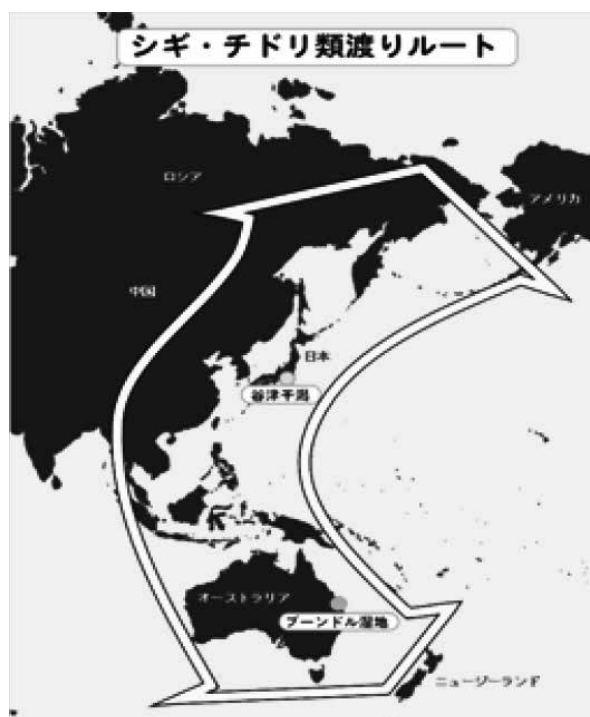 シギ・チドリ類渡りルート
ロシア
アメリカ
中国
日本
谷津干潟
オーストラリア
ブーンドル湿地
ニュージーランド